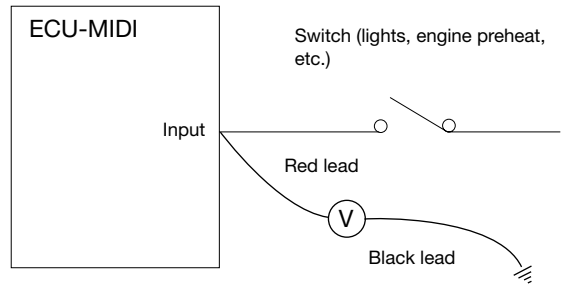 ECU-MIDI
Switch (lights, engine preheat,
etc.)
Input
Red lead
V
Black lead